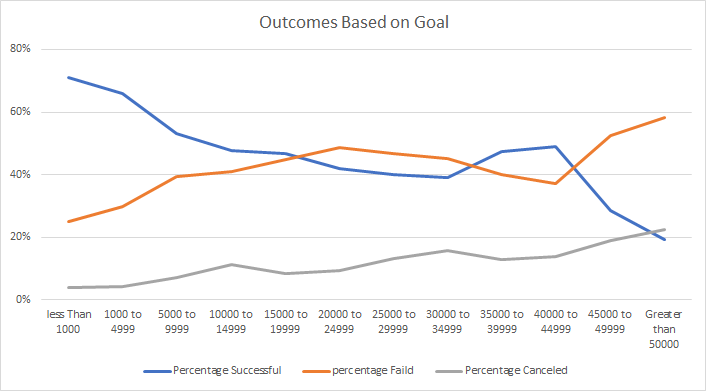 Outcomes Based on Goal
80%
60%
40%
20%
0%
less Than 1000
1000 to 4999
5000 to 9999
10000 to 14999
15000 to 19999
20000 to 24999
25000 to 29999
30000 to 34999
35000 to 39999
40000 to 44999
45000 to 49999
Greater than 50000
Percentage Successful
percentage Faild
Percentage Canceled